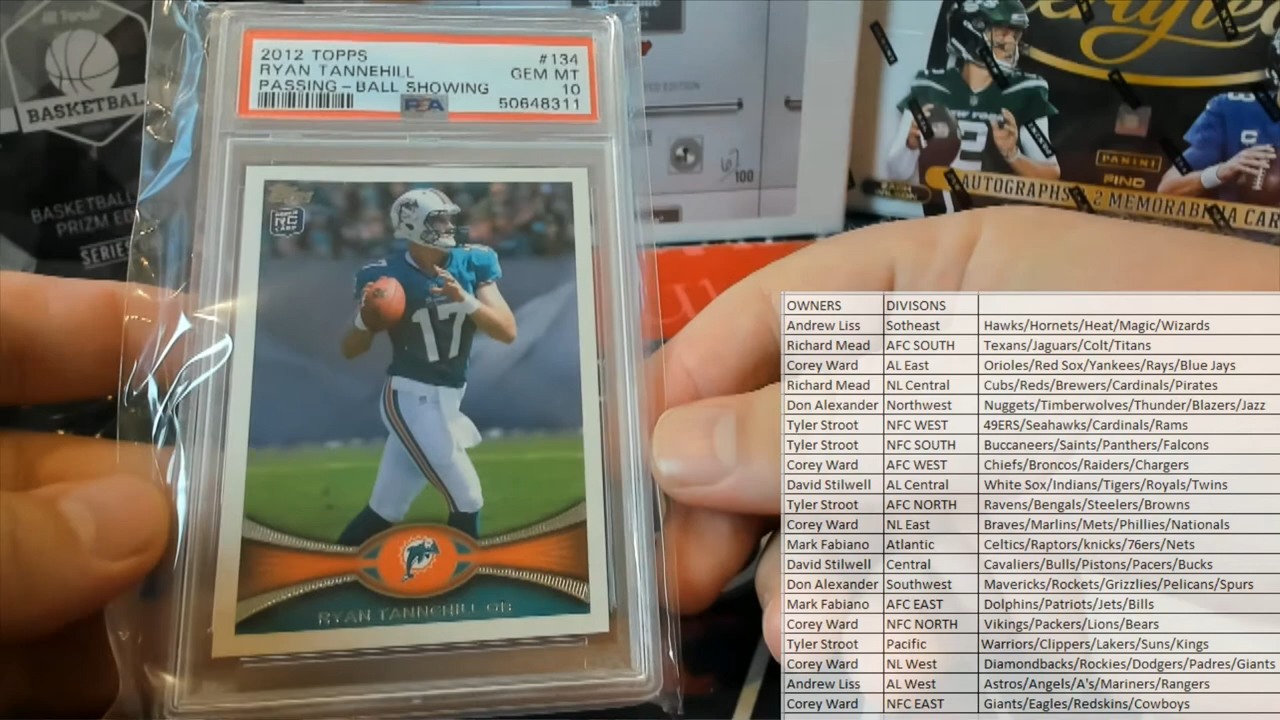 2012 TOPPS #134
RYAN TANNEHILL GEM MT
PASSING-BALL SHOWING 10
PSA 50648311
Topps
RC
17
17
RYAN TANNEHILL QB
BASKETBAL
BASKETBALL
PRIZM
SERIES
/100
NEW YORK
2
PANINI
FIND
AUTOGRAPHS
2 MEMORABILIA CAR
OWNERS DIVISONS
Andrew Liss Sotheast Hawks/Hornets/Heat/Magic/Wizards
Richard Mead AFC SOUTH Texans/Jaguars/Colt/Titans
Corey Ward AL East Orioles/Red Sox/Yankees/Rays/Blue Jays
Richard Mead NL Central Cubs/Reds/Brewers/Cardinals/Pirates
Don Alexander Northwest Nuggets/Timberwolves/Thunder/Blazers/Jazz
Tyler Stroot NFC WEST 49ERS/Seahawks/Cardinals/Rams
Tyler Stroot NFC SOUTH Buccaneers/Saints/Panthers/Falcons
Corey Ward AFC WEST Chiefs/Broncos/Raiders/Chargers
David Stilwell AL Central White Sox/Indians/Tigers/Royals/Twins
Tyler Stroot AFC NORTH Ravens/Bengals/Steelers/Browns
Corey Ward NL East Braves/Marlins/Mets/Phillies/Nationals
Mark Fabiano Atlantic Celtics/Raptors/knicks/76ers/Nets
David Stilwell Central Cavaliers/Bulls/Pistons/Pacers/Bucks
Don Alexander Southwest Mavericks/Rockets/Grizzlies/Pelicans/Spurs
Mark Fabiano AFC EAST Dolphins/Patriots/Jets/Bills
Corey Ward NFC NORTH Vikings/Packers/Lions/Bears
Tyler Stroot Pacific Warriors/Clippers/Lakers/Suns/Kings
Corey Ward NL West Diamondbacks/Rockies/Dodgers/Padres/Giants
Andrew Liss AL West Astros/Angels/A's/Mariners/Rangers
Corey Ward NFC EAST Giants/Eagles/Redskins/Cowboys